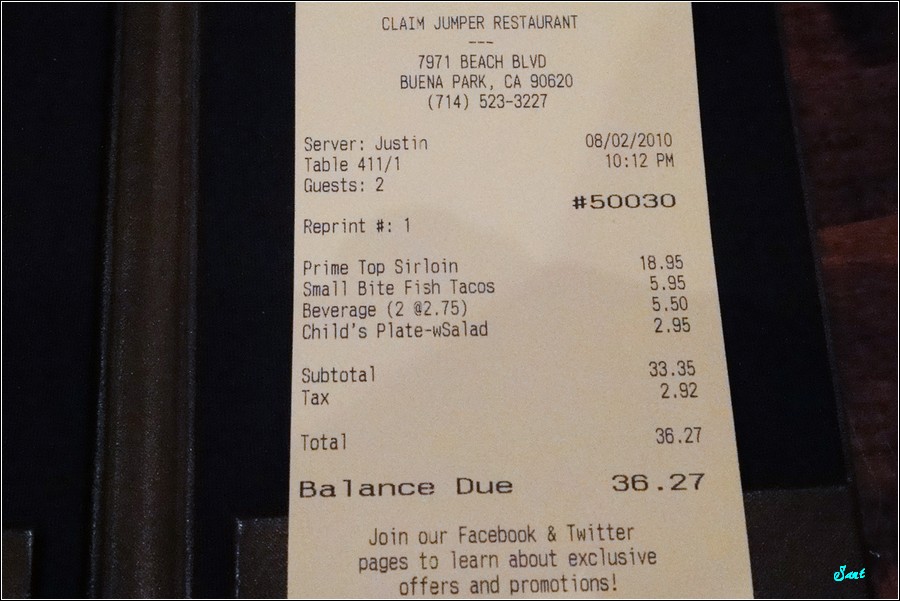 CLAIM JUMPER RESTAURANT
---
7971 BEACH BLVD
BUENA PARK, CA 90620
(714) 523-3227
Server: Justin 08/02/2010
Table 411/1 10:12 PM
Guests: 2
#50030
Reprint #: 1
Prime Top Sirloin 18.95
Small Bite Fish Tacos 5.95
Beverage (2 @2.75) 5.50
Child's Plate-wSalad 2.95
Subtotal 33.35
Tax 2.92
Total 36.27
Balance Due 36.27
Join our Facebook & Twitter
pages to learn about exclusive
offers and promotions!